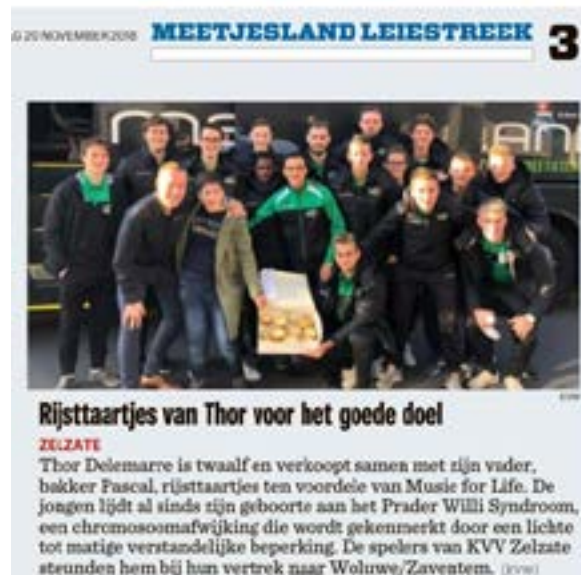 G 20 NOVEMBER 2018 MEETJESLAND LEIESTREEK 3
Rijsttaartjes van Thor voor het goede doel
ZELZATE
Thor Delemarre is twaalf en verkoopt samen met zijn vader,
bakker Pascal, rijsttaartjes ten voordele van Music for Life. De
jongen lijdt al sinds zijn geboorte aan het Prader Willi Syndroom,
een chromosoomafwijking die wordt gekenmerkt door een lichte
tot matige verstandelijke beperking. De spelers van KVV Zelzate
steunden hem bij hun vertrek naar Woluwe/Zaventem.